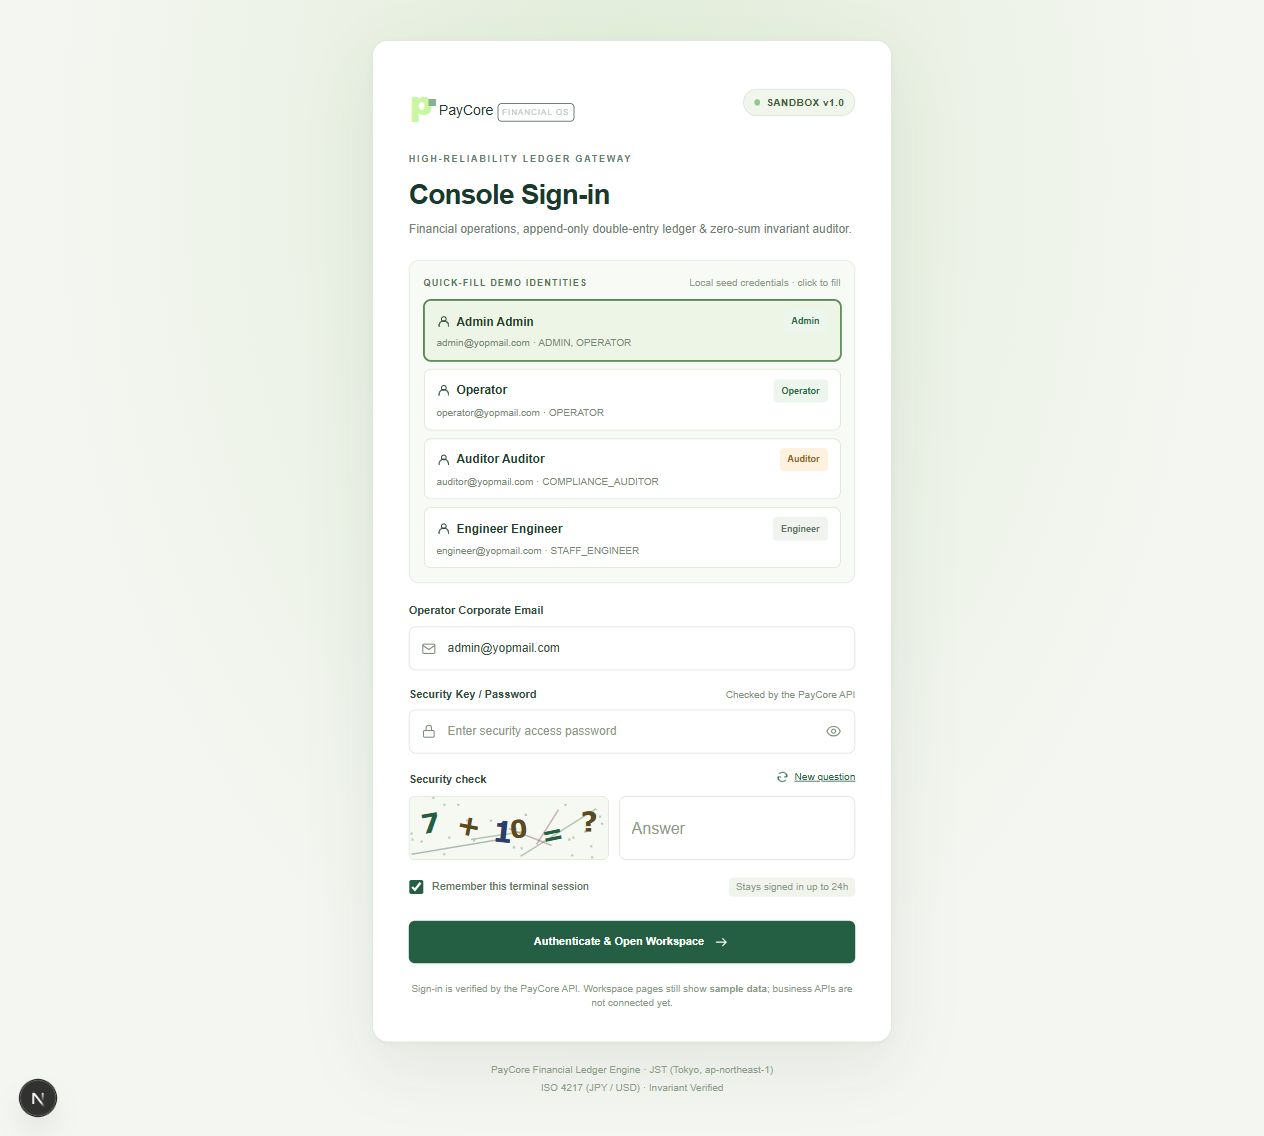 PayCore FINANCIAL OS
SANDBOX v1.0
HIGH-RELIABILITY LEDGER GATEWAY
Console Sign-in
Financial operations, append-only double-entry ledger & zero-sum invariant auditor.
QUICK-FILL DEMO IDENTITIES
Local seed credentials · click to fill
Admin Admin
Admin
admin@yopmail.com · ADMIN, OPERATOR
Operator
Operator
operator@yopmail.com · OPERATOR
Auditor Auditor
Auditor
auditor@yopmail.com · COMPLIANCE_AUDITOR
Engineer Engineer
Engineer
engineer@yopmail.com · STAFF_ENGINEER
Operator Corporate Email
admin@yopmail.com
Security Key / Password
Checked by the PayCore API
Enter security access password
Security check
New question
7 + 10 = ?
Answer
Remember this terminal session
Stays signed in up to 24h
Authenticate & Open Workspace →
Sign-in is verified by the PayCore API. Workspace pages still show sample data; business APIs are
not connected yet.
PayCore Financial Ledger Engine · JST (Tokyo, ap-northeast-1)
ISO 4217 (JPY / USD) · Invariant Verified
N